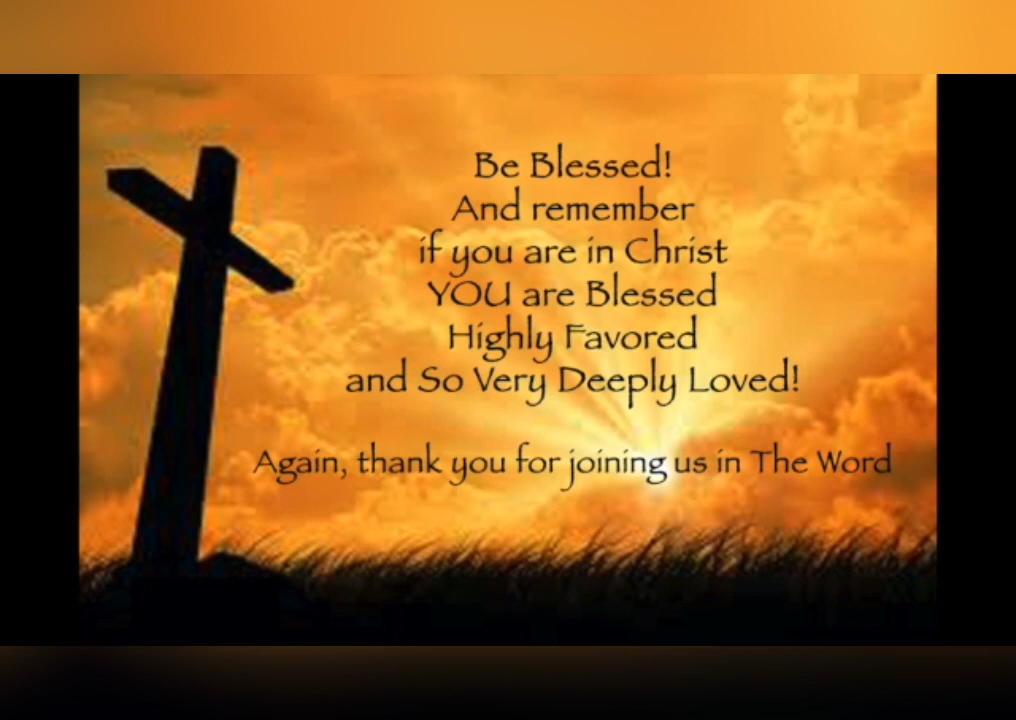 Be Blessed!
And remember
if you are in Christ
YOU are Blessed
Highly Favored
and So Very Deeply Loved!
Again, thank you for joining us in The Word